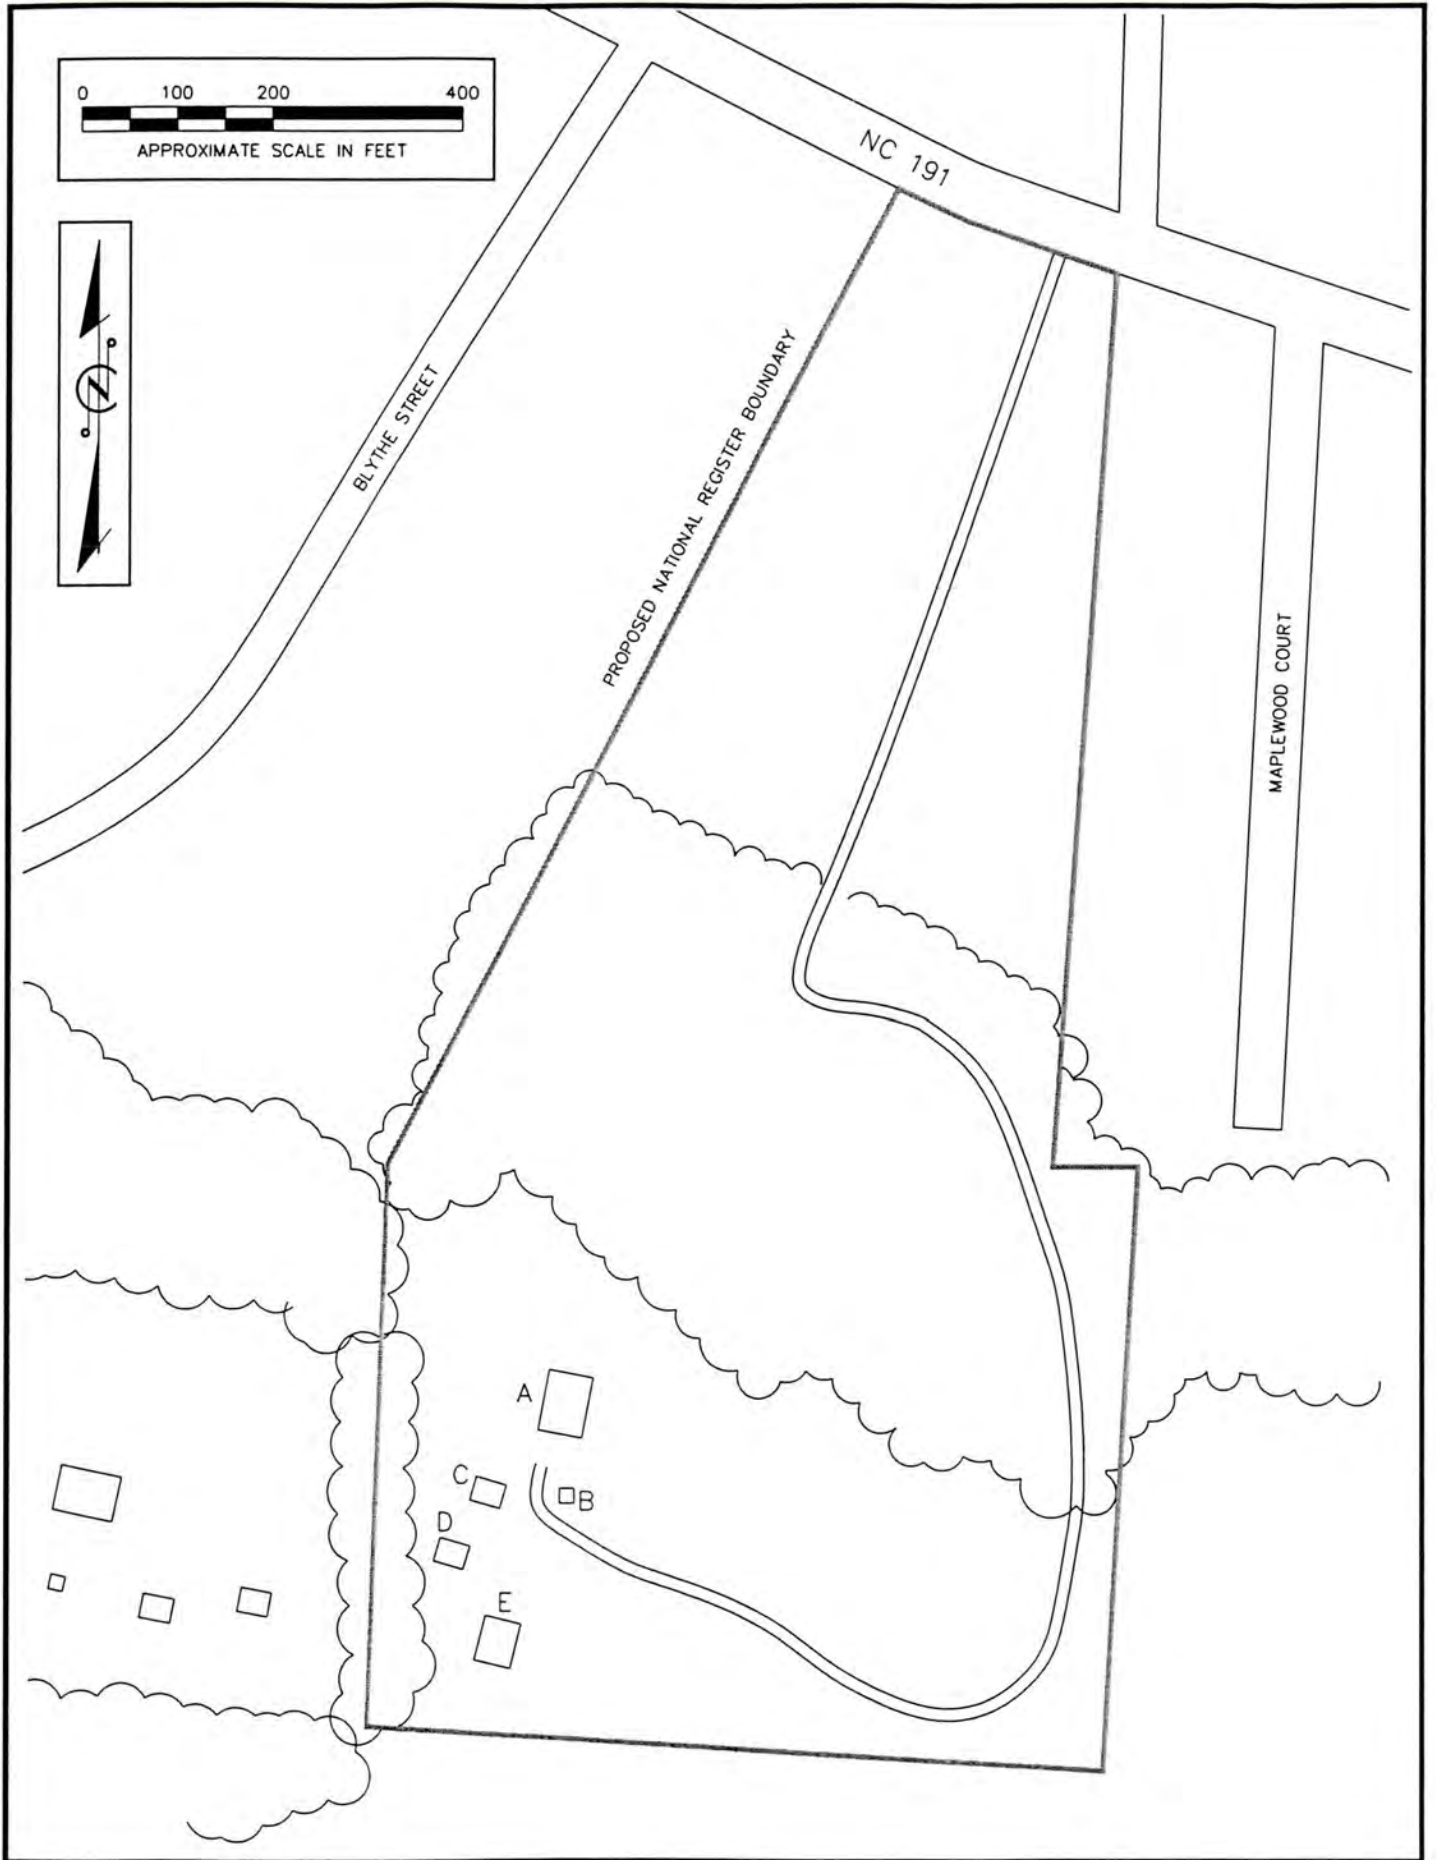 0 100 200 400
APPROXIMATE SCALE IN FEET
NC 191
N
BLYTHE STREET
PROPOSED NATIONAL REGISTER BOUNDARY
MAPLEWOOD COURT
A
C
B
D
E